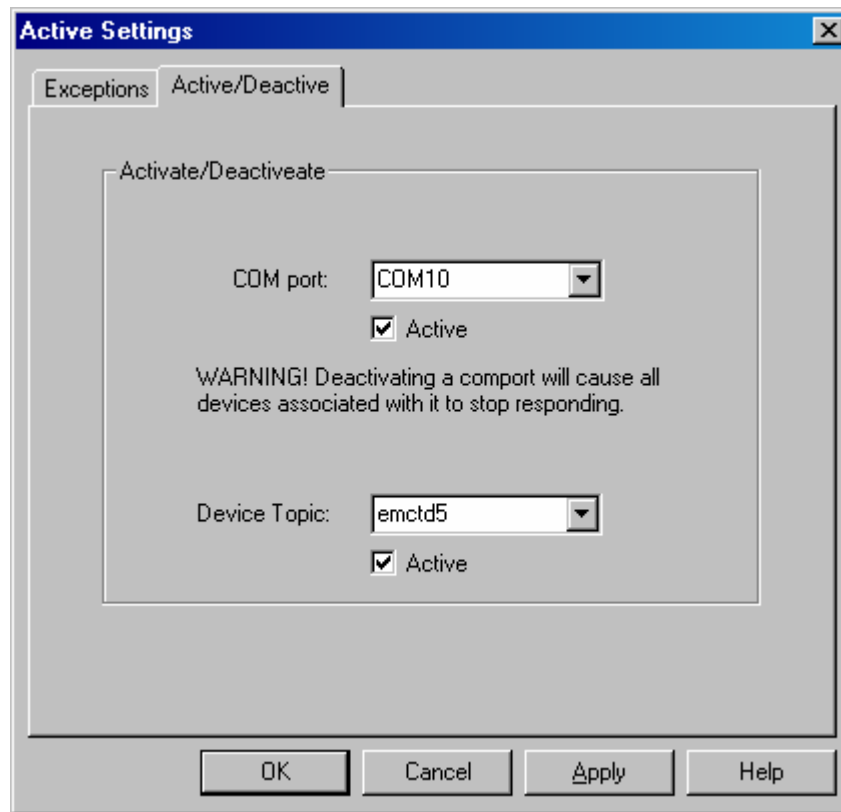 Active Settings
Exceptions
Active/Deactive
Activate/Deactiveate
COM port:
COM10
Active
WARNING! Deactivating a comport will cause all
devices associated with it to stop responding.
Device Topic:
emctd5
Active
OK
Cancel
Apply
Help